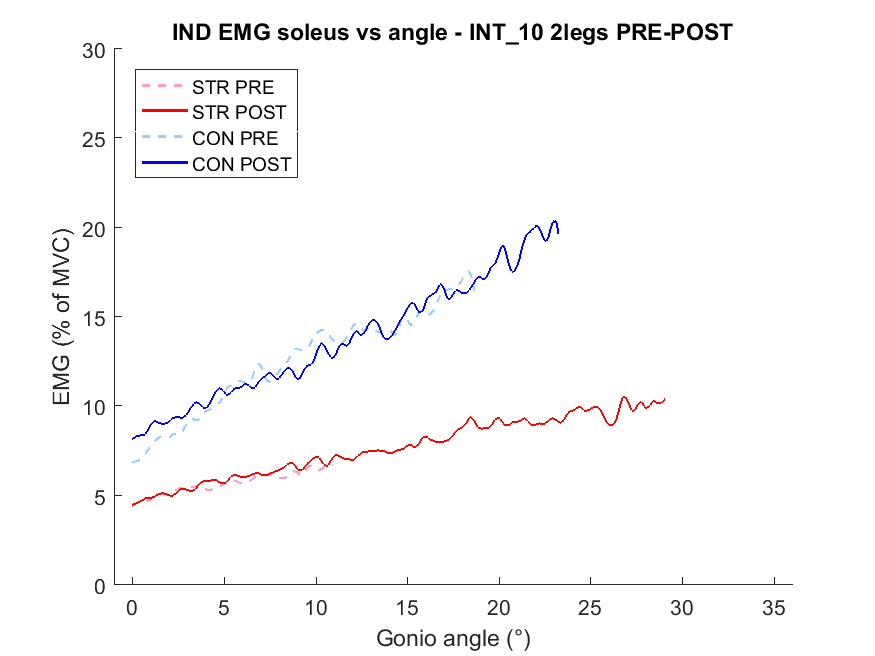 IND EMG soleus vs angle - INT_10 2legs PRE-POST
30
25
20
15
10
5
0
EMG (% of MVC)
STR PRE
STR POST
CON PRE
CON POST
0 5 10 15 20 25 30 35
Gonio angle (°)